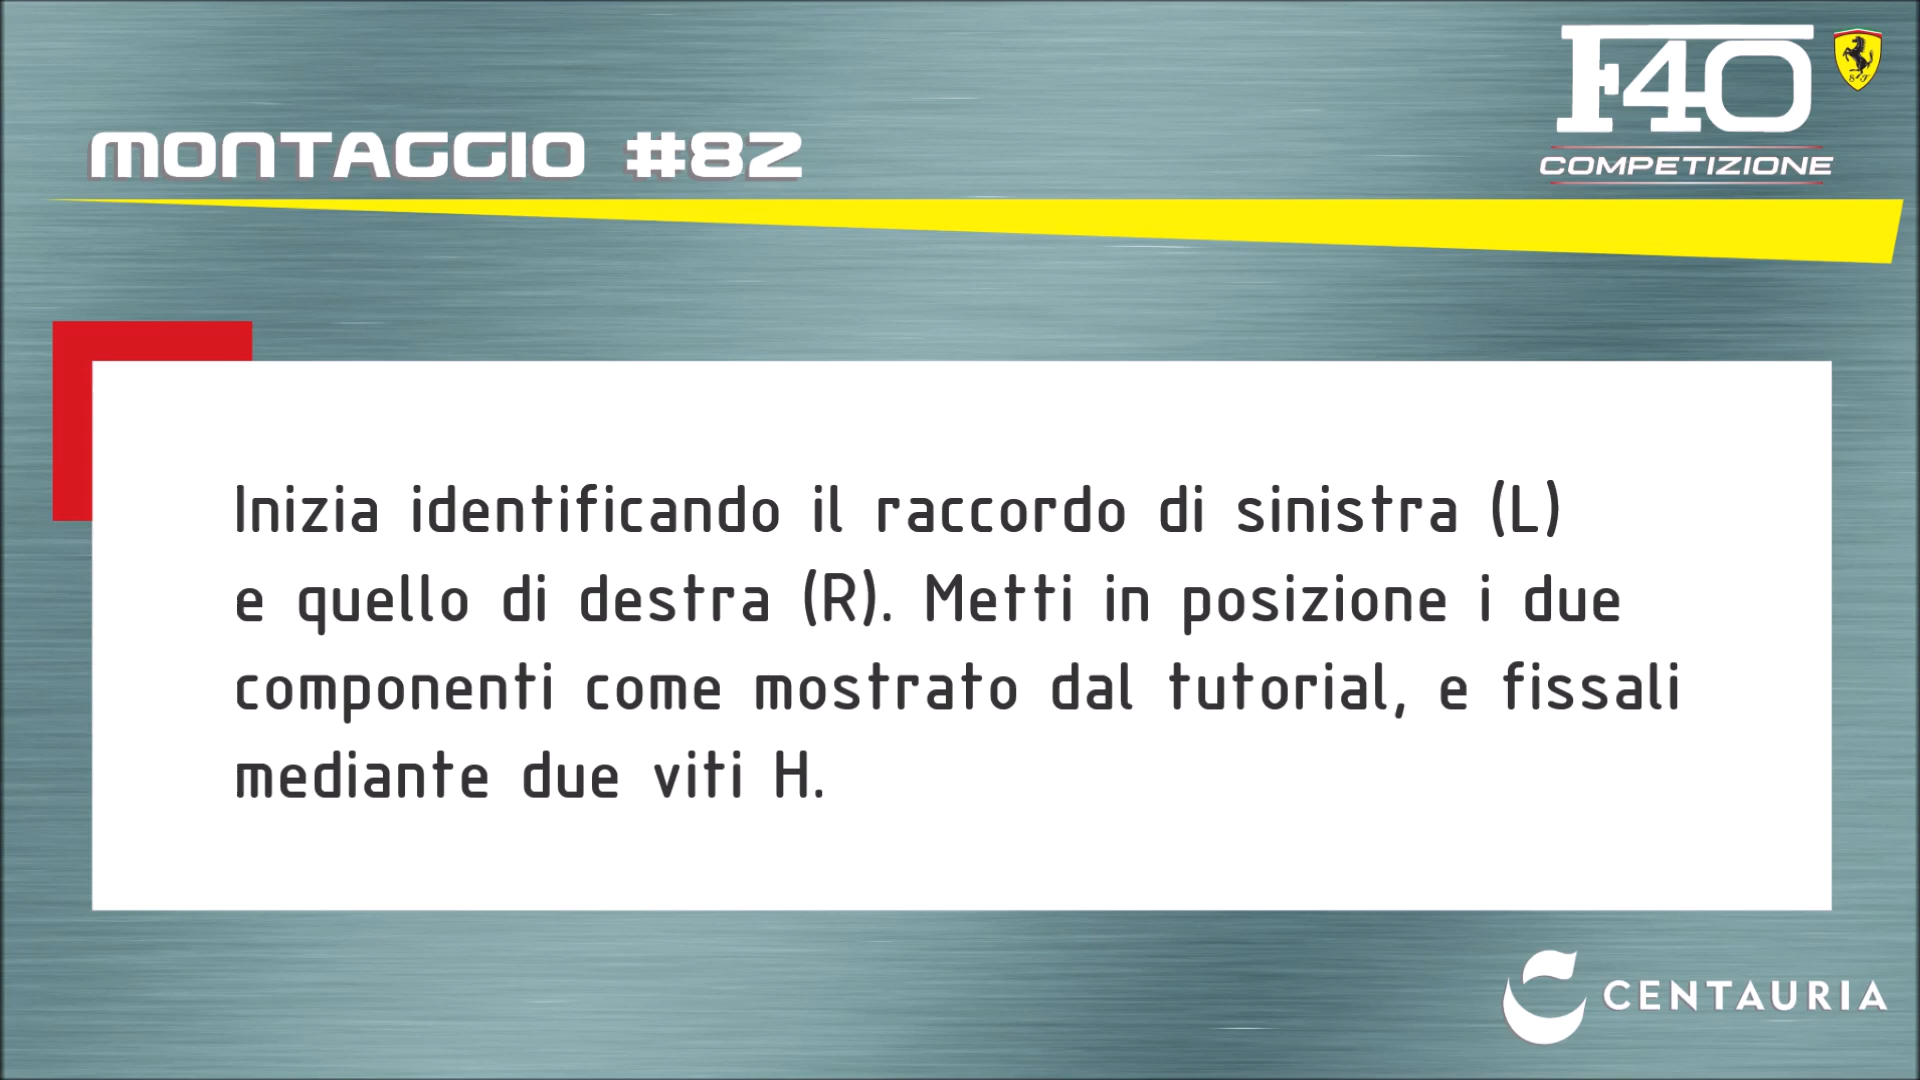 F40
COMPETIZIONE
MONTAGGIO #82
Inizia identificando il raccordo di sinistra (L)
e quello di destra (R). Metti in posizione i due
componenti come mostrato dal tutorial, e fissali
mediante due viti H.
CENTAURIA